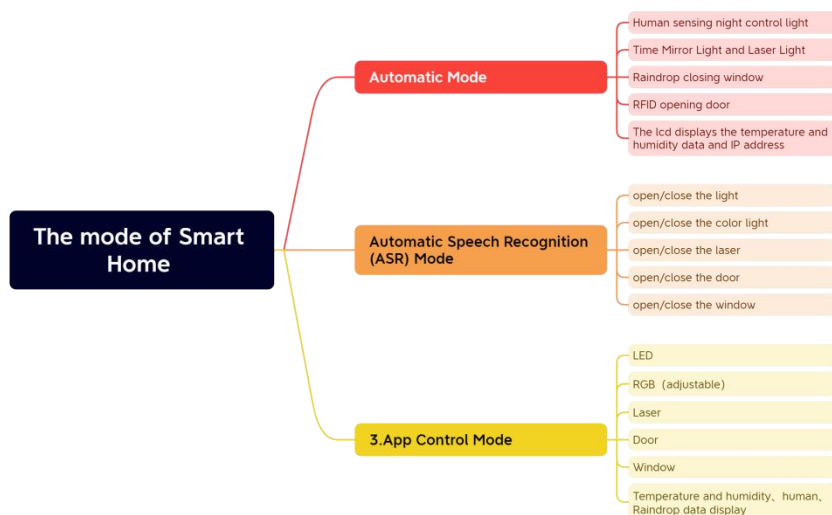 The mode of Smart
Home
Automatic Mode
Human sensing night control light
Time Mirror Light and Laser Light
Raindrop closing window
RFID opening door
The lcd displays the temperature and
humidity data and IP address
Automatic Speech Recognition
(ASR) Mode
open/close the light
open/close the color light
open/close the laser
open/close the door
open/close the window
3.App Control Mode
LED
RGB（adjustable）
Laser
Door
Window
Temperature and humidity、human、
Raindrop data display